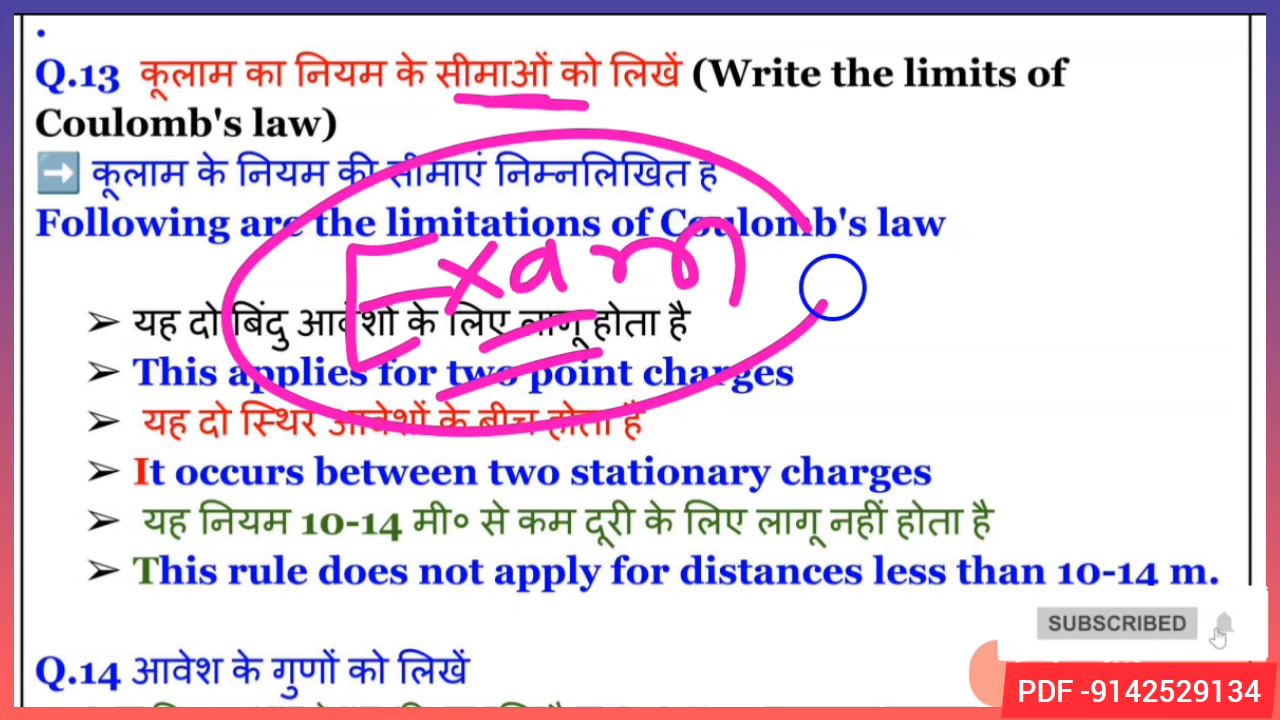 Q.13 कूलाम का नियम के सीमाओं को लिखें (Write the limits of
Coulomb's law)
➡ कूलाम के नियम की सीमाएं निम्नलिखित है
Following are the limitations of Coulomb's law
Exam
➢ यह दो बिंदु आवेशो के लिए लागू होता है
➢ This applies for two point charges
➢ यह दो स्थिर आवेशों के बीच होता है
➢ It occurs between two stationary charges
➢ यह नियम 10-14 मी० से कम दूरी के लिए लागू नहीं होता है
➢ This rule does not apply for distances less than 10-14 m.
SUBSCRIBED
Q.14 आवेश के गुणों को लिखें
PDF -9142529134